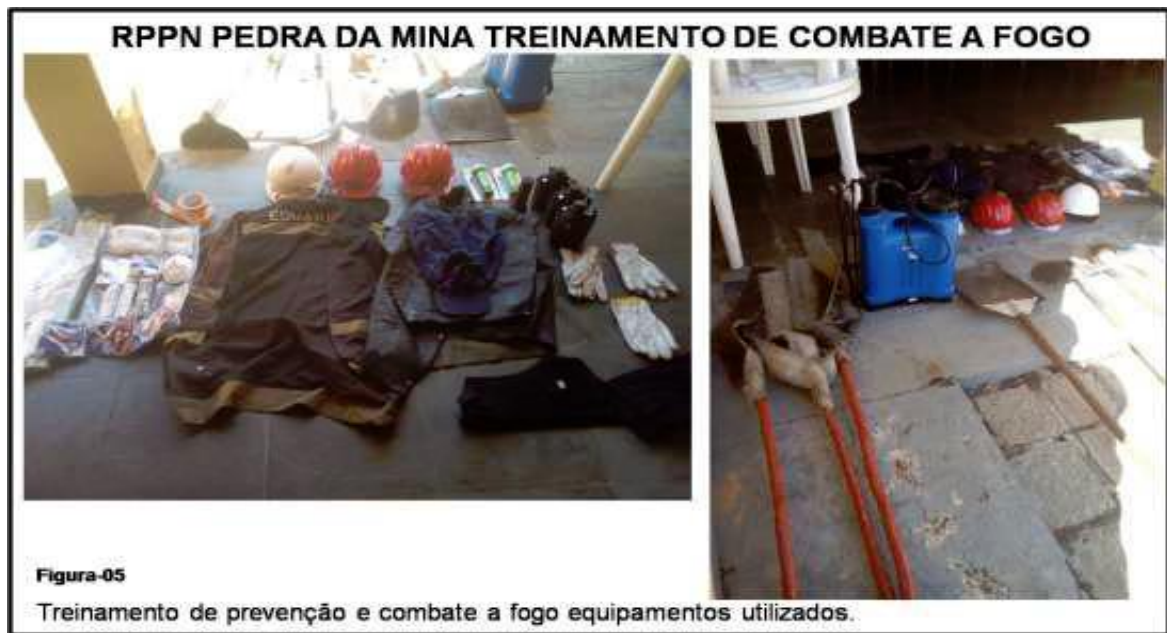 RPPN PEDRA DA MINA TREINAMENTO DE COMBATE A FOGO
Figura-05
Treinamento de prevenção e combate a fogo equipamentos utilizados.